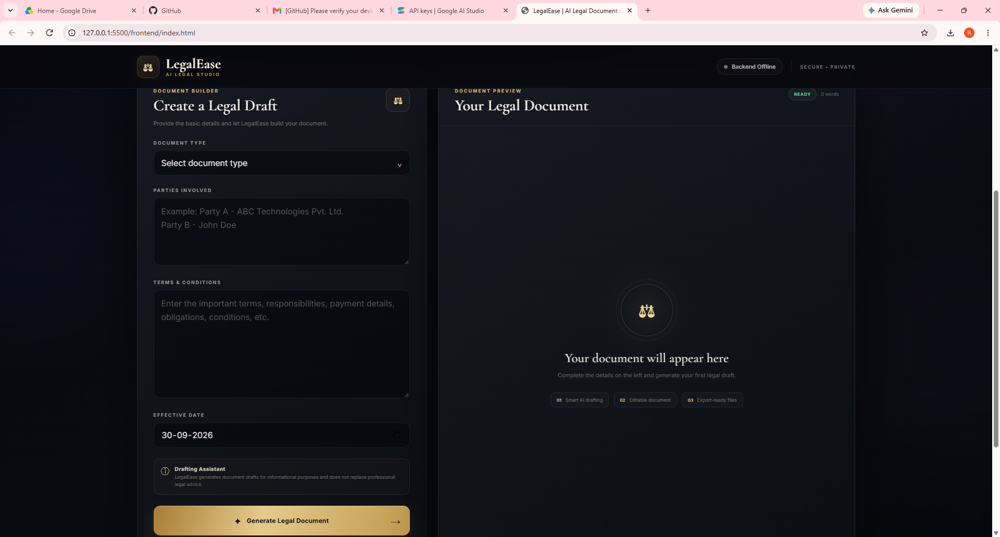 Home - Google Drive
GitHub
[GitHub] Please verify your devi
API keys | Google AI Studio
LegalEase | AI Legal Document S
Ask Gemini
127.0.0.1:5500/frontend/index.html
R
LegalEase
AI LEGAL STUDIO
Backend Offline
SECURE • PRIVATE
DOCUMENT BUILDER
Create a Legal Draft
Provide the basic details and let LegalEase build your document.
DOCUMENT TYPE
Select document type
v
PARTIES INVOLVED
Example: Party A - ABC Technologies Pvt. Ltd.
Party B - John Doe
TERMS & CONDITIONS
Enter the important terms, responsibilities, payment details,
obligations, conditions, etc.
EFFECTIVE DATE
30-09-2026
Drafting Assistant
LegalEase generates document drafts for informational purposes and does not replace professional
legal advice.
✦ Generate Legal Document →
DOCUMENT PREVIEW
Your Legal Document
READY
0 words
Your document will appear here
Complete the details on the left and generate your first legal draft.
01 Smart AI drafting
02 Editable document
03 Export-ready files